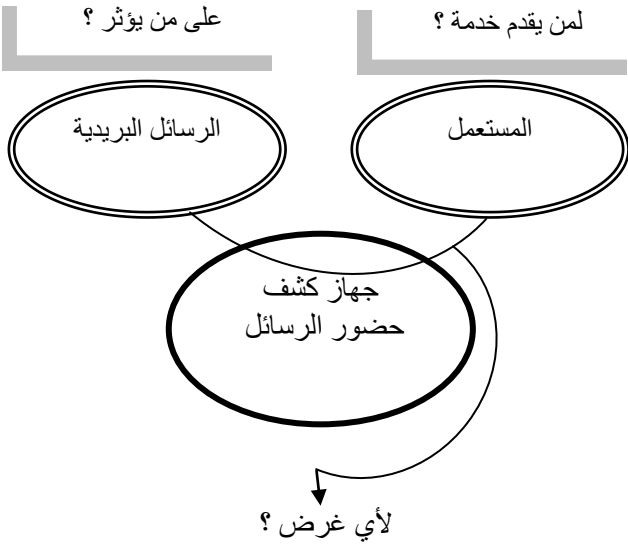 لمن يقدم خدمة ؟
على من يؤثر ؟
المستعمل
الرسائل البريدية
جهاز كشف
حضور الرسائل
لأي غرض ؟